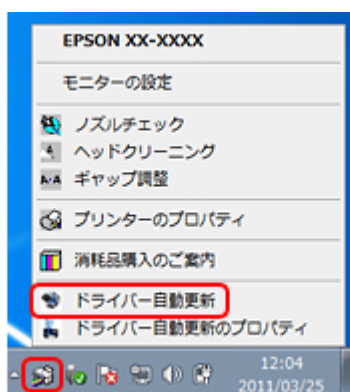 EPSON XX-XXXX
モニターの設定
ノズルチェック
ヘッドクリーニング
ギャップ調整
プリンターのプロパティ
消耗品購入のご案内
ドライバー自動更新
ドライバー自動更新のプロパティ
12:04
2011/03/25